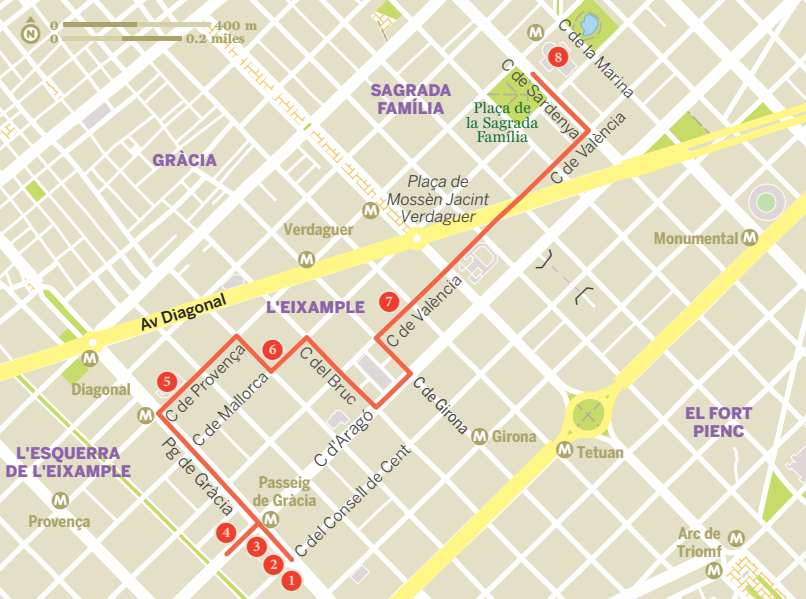 0 400 m
0 0.2 miles
N
M
C de la Marina
8
C de Sardenya
SAGRADA
FAMÍLIA
Plaça de
la Sagrada
Família
C de València
GRÀCIA
Plaça de
Mossèn Jacint
Verdaguer
M
Verdaguer
M
Monumental M
L'EIXAMPLE
7
C de València
Av Diagonal
M
Diagonal
5
6
C de Provença
C de Mallorca
C del Bruc
C de Girona
M
C d'Aragó
M Girona
M Tetuan
EL FORT
PIENC
L'ESQUERRA
DE L'EIXAMPLE
Pg de Gràcia
C del Consell de Cent
Passeig
de Gràcia
M
M
Provença
4
3
2
1
Arc de
Triomf
M
M